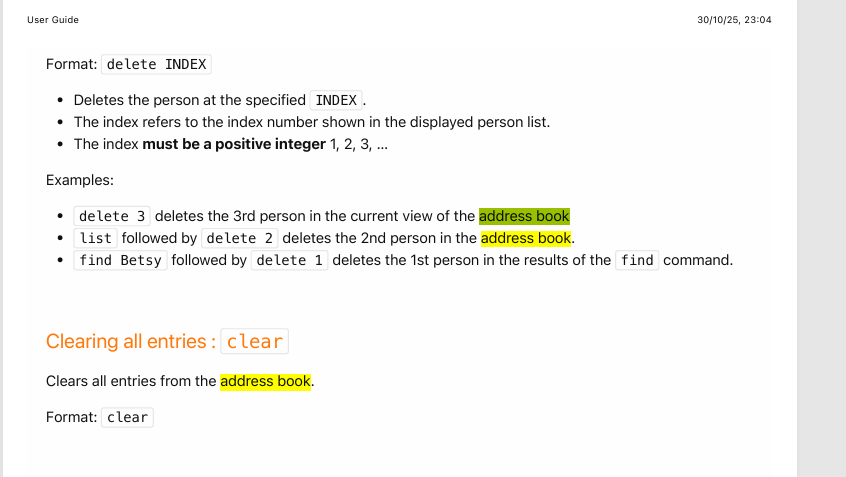 User Guide
30/10/25, 23:04
Format: delete INDEX
• Deletes the person at the specified INDEX.
• The index refers to the index number shown in the displayed person list.
• The index must be a positive integer 1, 2, 3, …
Examples:
• delete 3 deletes the 3rd person in the current view of the address book
• list followed by delete 2 deletes the 2nd person in the address book.
• find Betsy followed by delete 1 deletes the 1st person in the results of the find command.
Clearing all entries : clear
Clears all entries from the address book.
Format: clear